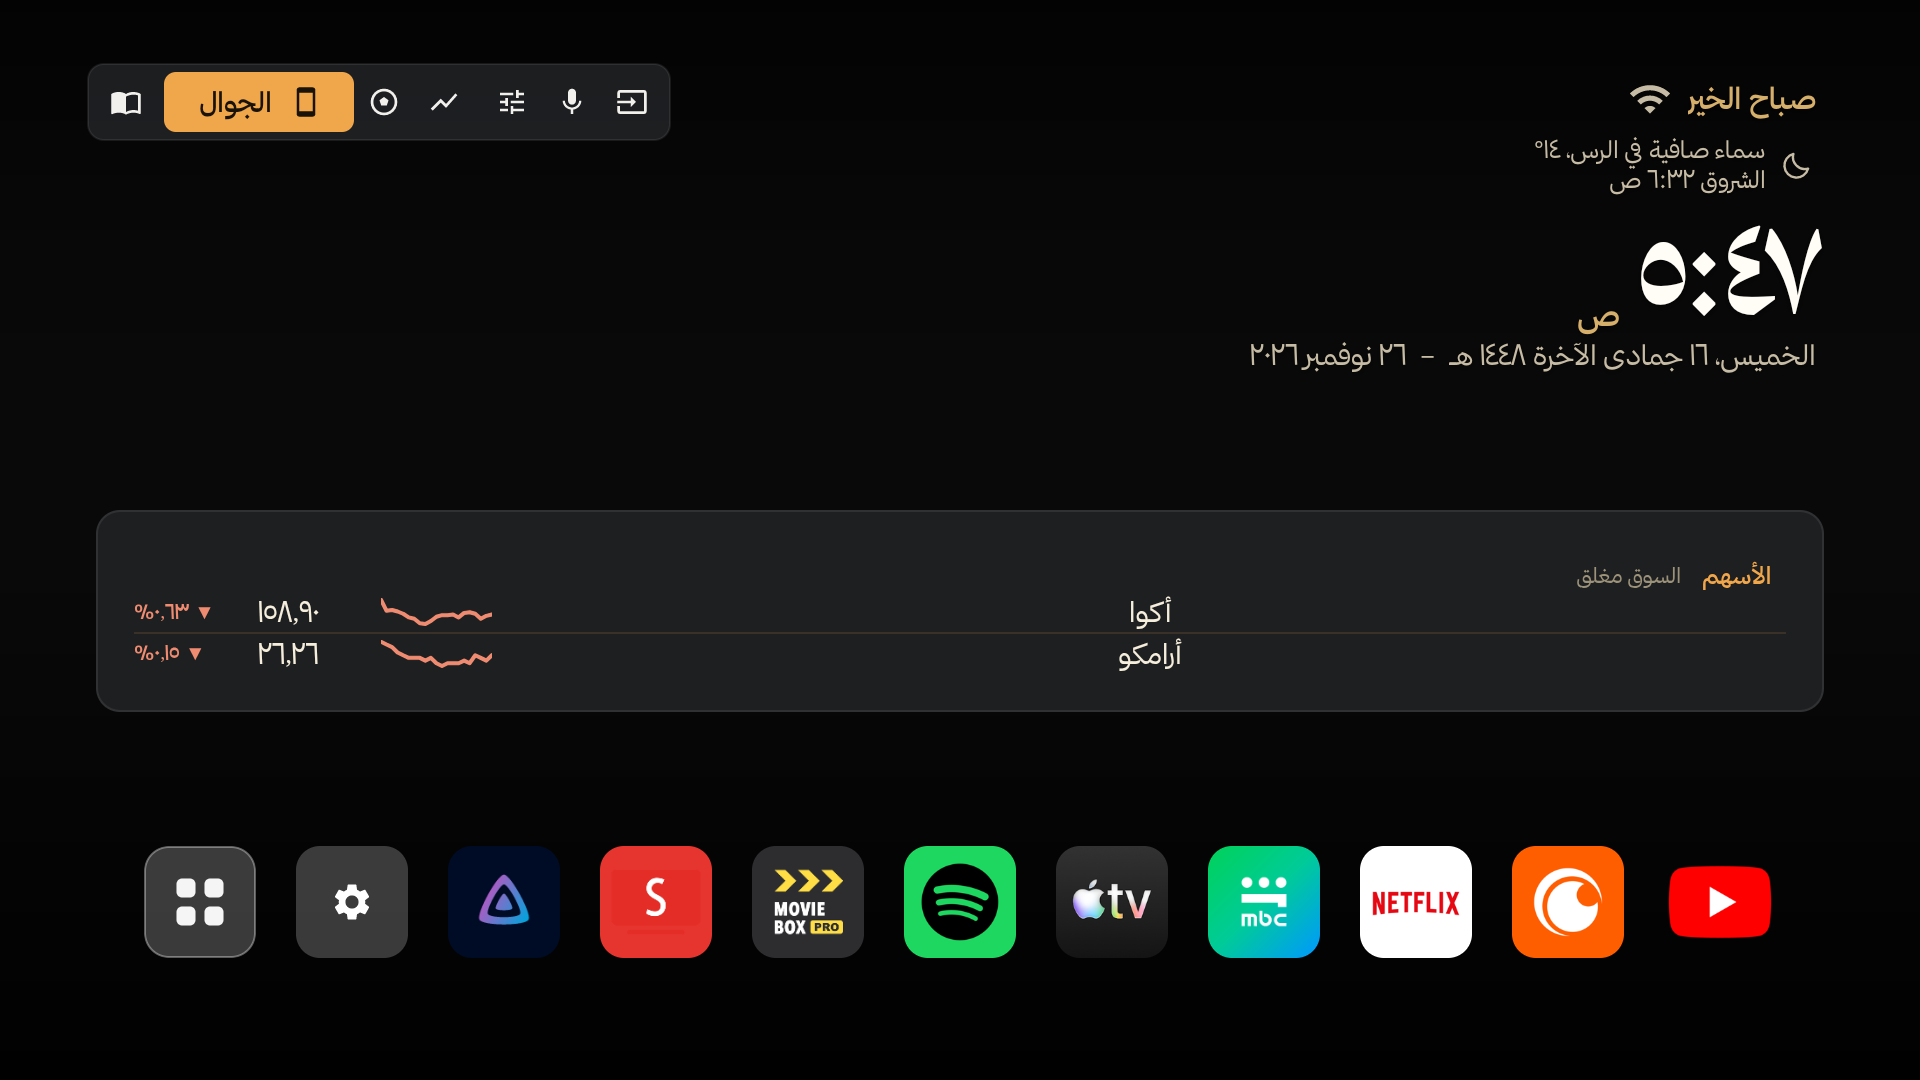 صباح الخير
الجوال
سماء صافية في الرس، ١٤°
الشروق ٦:٣٢ ص
٥:٤٧ ص
الخميس، ١٦ جمادى الآخرة ١٤٤٨ هـ – ٢٦ نوفمبر ٢٠٢٦
الأسهم السوق مغلق
أكوا ١٥٨,٩٠ ▼ ٠,٦٣%
أرامكو ٢٦,٢٦ ▼ ٠,١٥%
NETFLIX
mbc
tv
MOVIE
BOX PRO
S